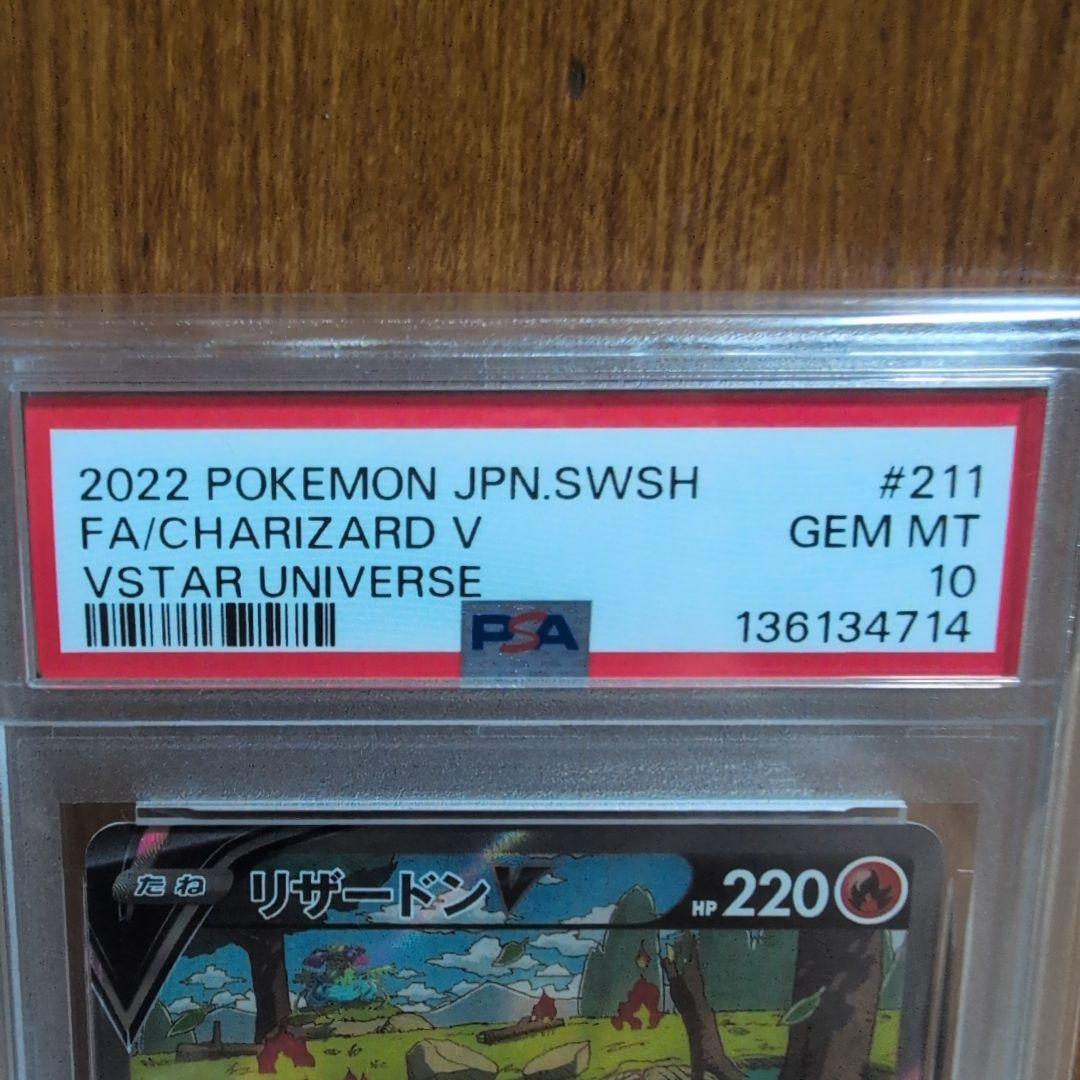 2022 POKEMON JPN.SWSH #211
FA/CHARIZARD V GEM MT
VSTAR UNIVERSE 10
136134714
PSA
たね リザードンV HP 220